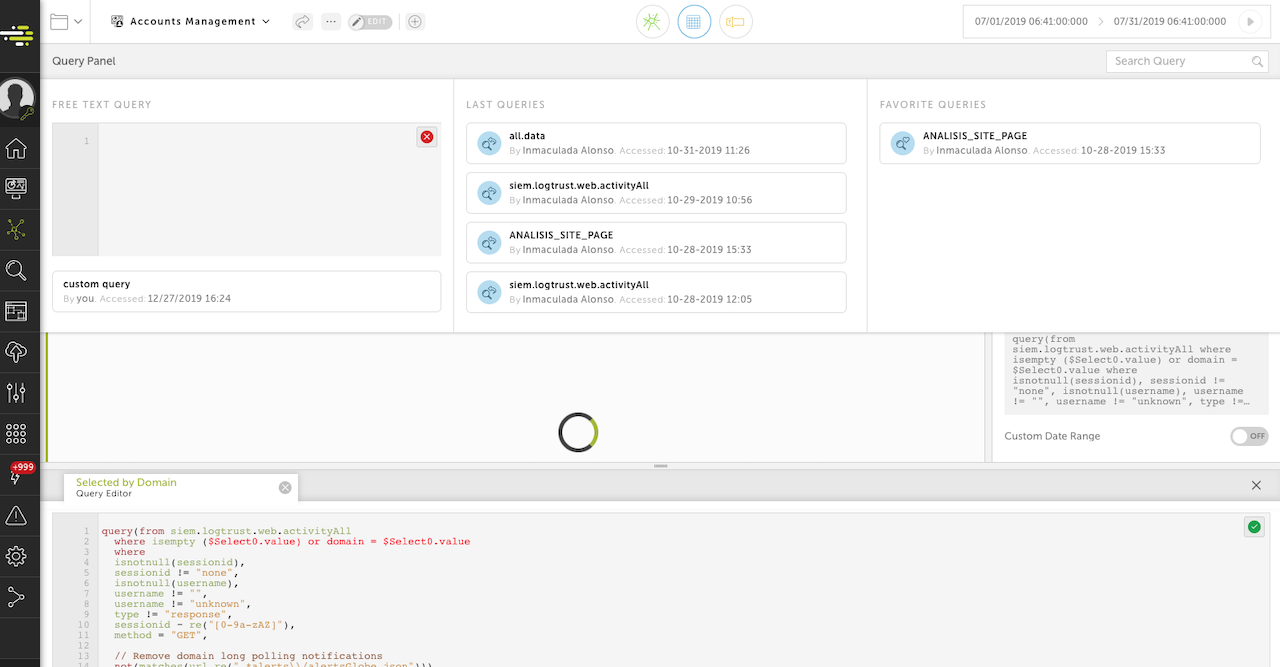 Accounts Management
EDIT
07/01/2019 06:41:00:000
07/31/2019 06:41:00:000
Query Panel
Search Query
FREE TEXT QUERY
1
custom query
By you. Accessed: 12/27/2019 16:24
LAST QUERIES
all.data
By Inmaculada Alonso. Accessed: 10-31-2019 11:26
siem.logtrust.web.activityAll
By Inmaculada Alonso. Accessed: 10-29-2019 10:56
ANALISIS_SITE_PAGE
By Inmaculada Alonso. Accessed: 10-28-2019 15:33
siem.logtrust.web.activityAll
By Inmaculada Alonso. Accessed: 10-28-2019 12:05
FAVORITE QUERIES
ANALISIS_SITE_PAGE
By Inmaculada Alonso. Accessed: 10-28-2019 15:33
query(from
siem.logtrust.web.activityAll where
isempty ($Select0.value) or domain =
$Select0.value where
isnotnull(sessionid), sessionid !=
"none", isnotnull(username), username
!= "", username != "unknown", type !=…
Custom Date Range
OFF
+999
Selected by Domain
Query Editor
1 query(from siem.logtrust.web.activityAll
2 where isempty ($Select0.value) or domain = $Select0.value
3 where
4 isnotnull(sessionid),
5 sessionid != "none",
6 isnotnull(username),
7 username != "",
8 username != "unknown",
9 type != "response",
10 sessionid - re("[0-9a-zAZ]"),
11 method = "GET",
12
13 // Remove domain long polling notifications
14 not(matches(url,re(".*alerts\\/alertsGlobe.json")))